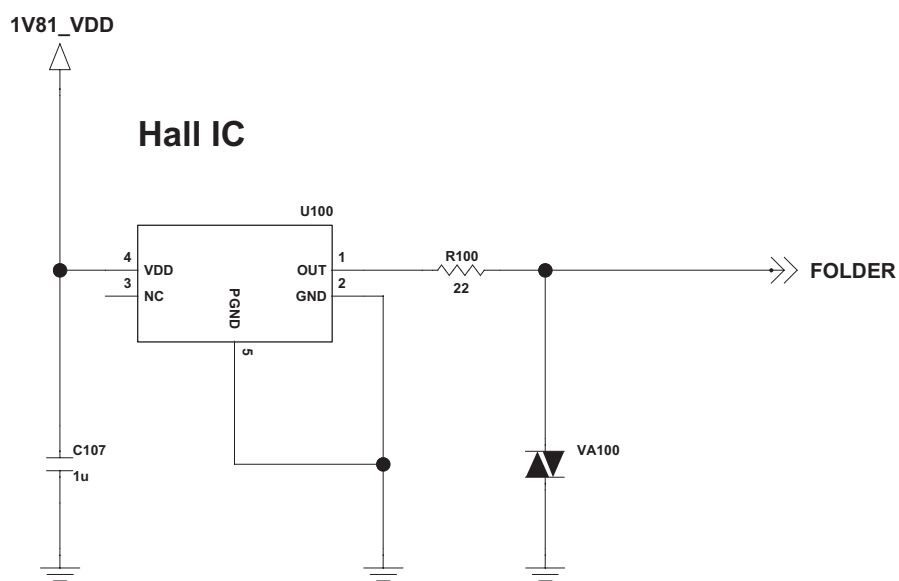 1V81_VDD
Hall IC
U100
4
VDD
OUT
1
R100
22
FOLDER
3
NC
GND
2
PGND
5
C107
1u
VA100